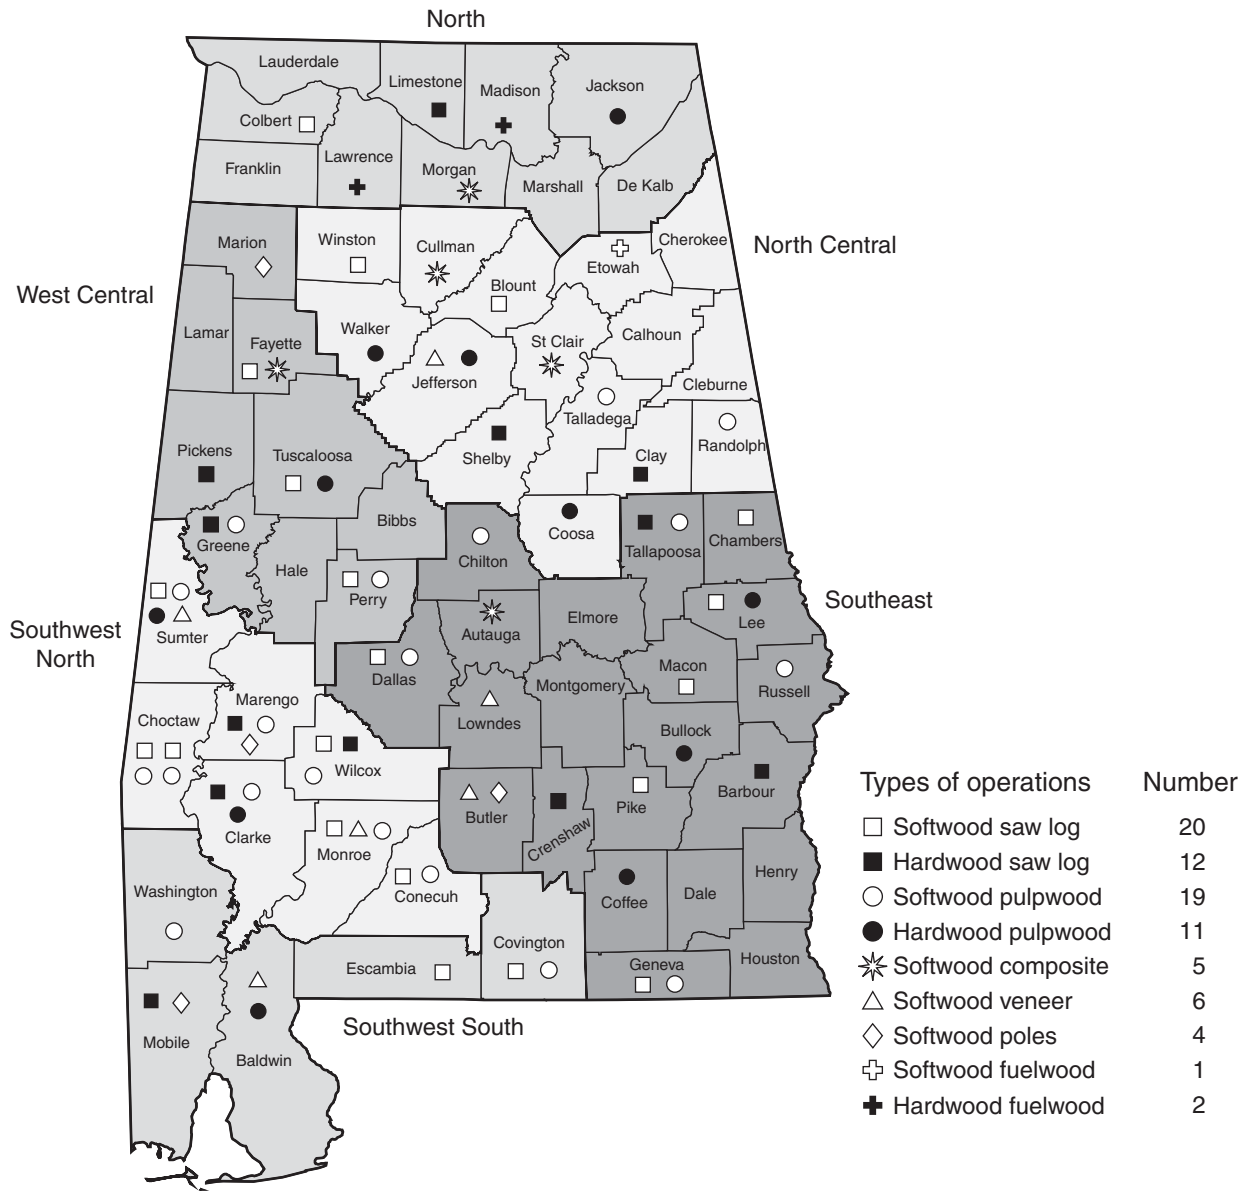 North
Lauderdale
Limestone
Madison
Jackson
Colbert
Franklin
Lawrence
Morgan
Marshall
De Kalb
Marion
Winston
Cullman
Cherokee
North Central
Etowah
West Central
Blount
Lamar
Fayette
Walker
St Clair
Calhoun
Jefferson
Cleburne
Talladega
Pickens
Tuscaloosa
Shelby
Clay
Randolph
Bibbs
Greene
Coosa
Tallapoosa
Chambers
Chilton
Hale
Perry
Southeast
Southwest
North
Sumter
Autauga
Elmore
Lee
Dallas
Macon
Montgomery
Russell
Marengo
Choctaw
Lowndes
Bullock
Wilcox
Barbour
Butler
Crenshaw
Pike
Clarke
Monroe
Conecuh
Washington
Coffee
Dale
Henry
Covington
Escambia
Geneva
Houston
Southwest South
Mobile
Baldwin
Types of operations Number
Softwood saw log 20
Hardwood saw log 12
Softwood pulpwood 19
Hardwood pulpwood 11
Softwood composite 5
Softwood veneer 6
Softwood poles 4
Softwood fuelwood 1
Hardwood fuelwood 2